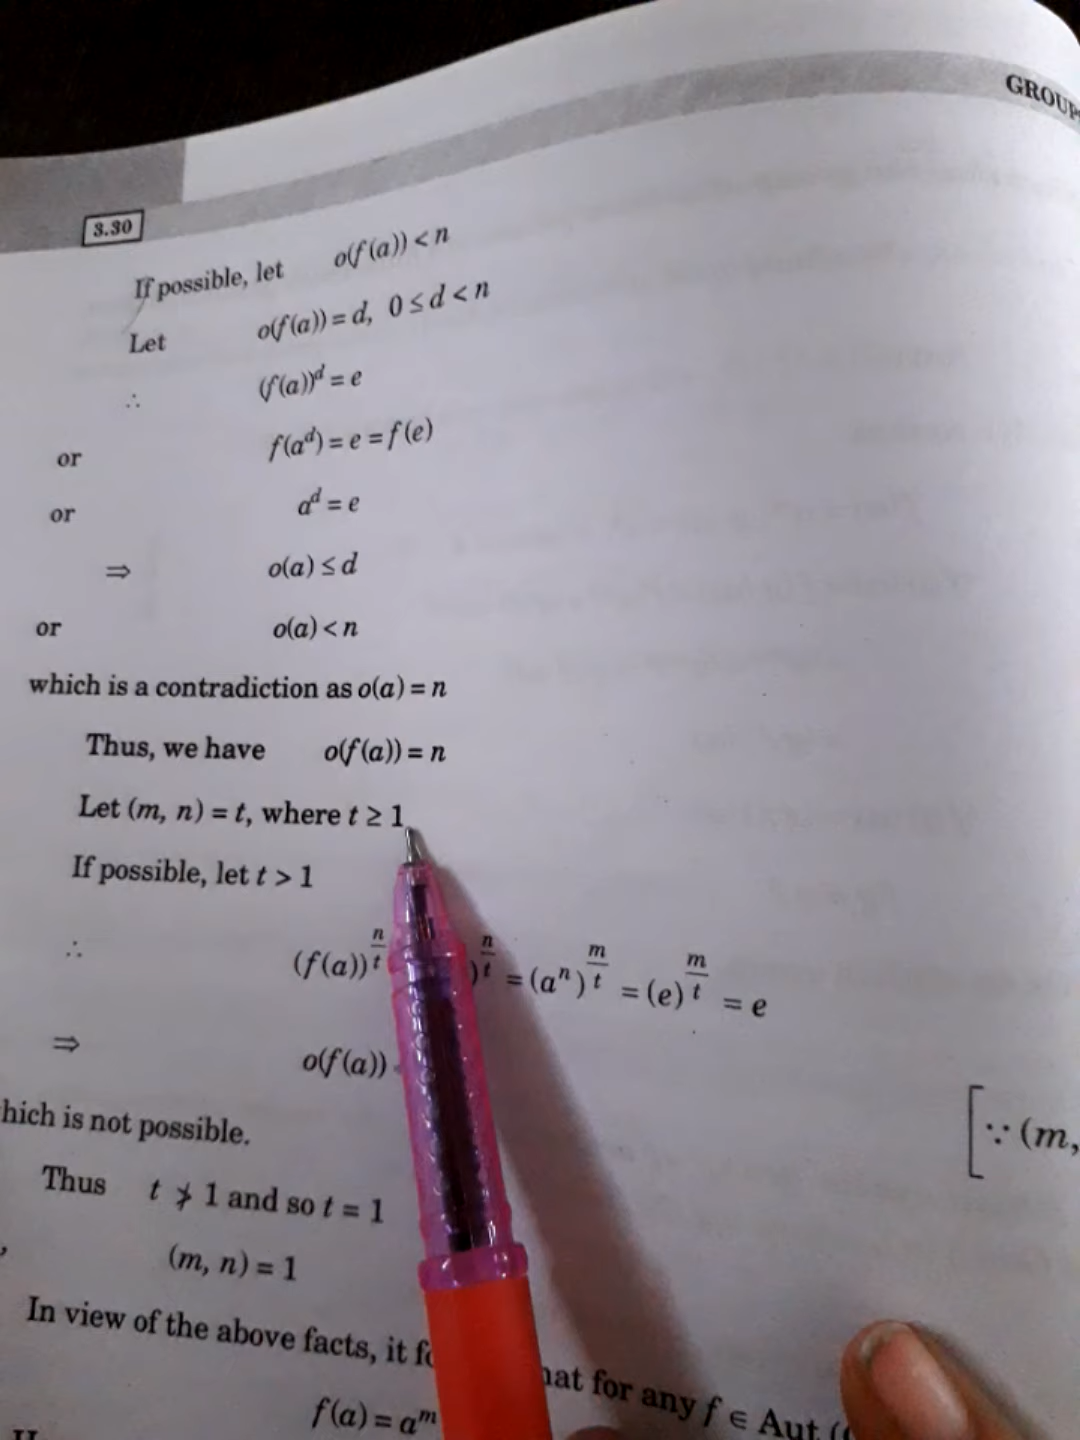 GROUP
3.30
If possible, let o(f(a)) < n
Let o(f(a)) = d, 0 ≤ d < n
∴ (f(a))^d = e
or f(a^d) = e = f(e)
or a^d = e
⇒ o(a) ≤ d
or o(a) < n
which is a contradiction as o(a) = n
Thus, we have o(f(a)) = n
Let (m, n) = t, where t ≥ 1
If possible, let t > 1
∴ (f(a))^(n/t) )^(n/t) = (a^n)^(m/t) = (e)^(m/t) = e
⇒ o(f(a))
hich is not possible.
[∵ (m,
Thus t ≯ 1 and so t = 1
(m, n) = 1
In view of the above facts, it for any f ∈ Aut (
f(a) = a^m